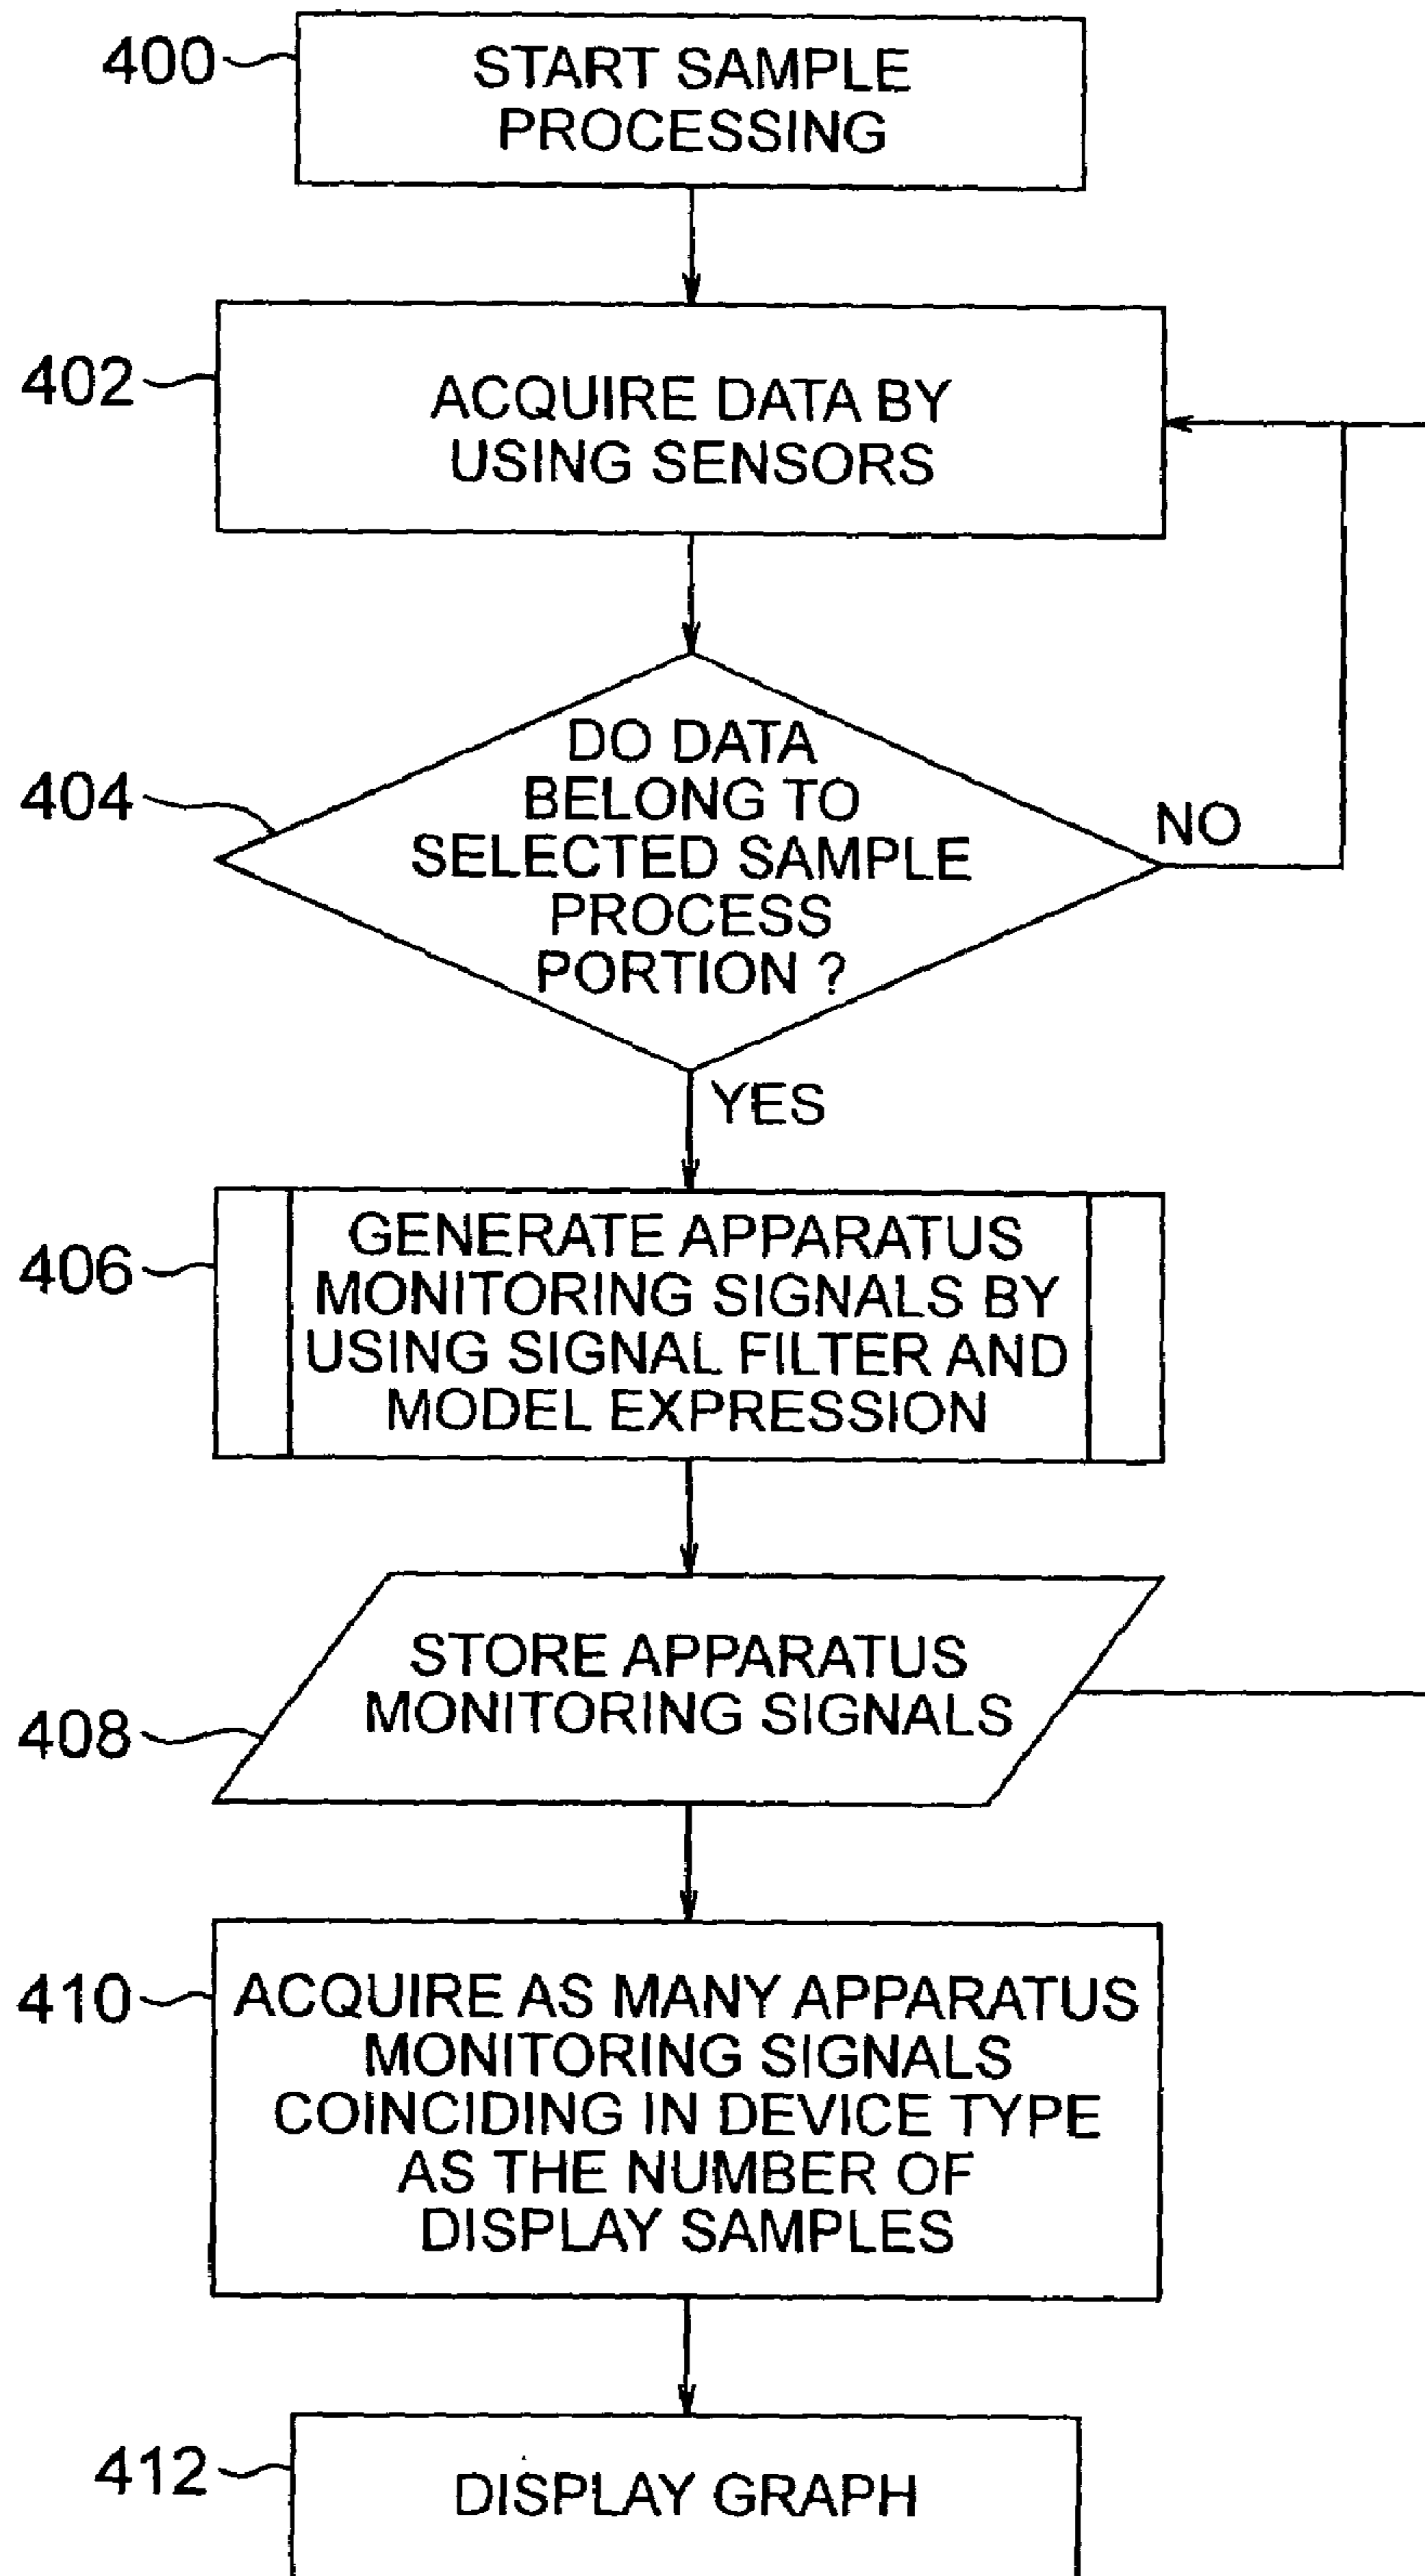 400
START SAMPLE
PROCESSING
402
ACQUIRE DATA BY
USING SENSORS
404
DO DATA
BELONG TO
SELECTED SAMPLE
PROCESS
PORTION ?
NO
YES
406
GENERATE APPARATUS
MONITORING SIGNALS BY
USING SIGNAL FILTER AND
MODEL EXPRESSION
408
STORE APPARATUS
MONITORING SIGNALS
410
ACQUIRE AS MANY APPARATUS
MONITORING SIGNALS
COINCIDING IN DEVICE TYPE
AS THE NUMBER OF
DISPLAY SAMPLES
412
DISPLAY GRAPH